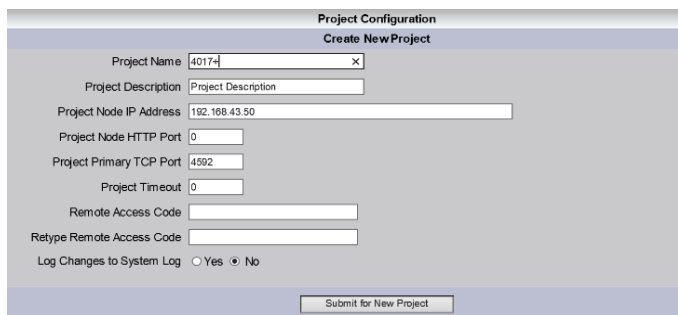 Project Configuration
Create New Project
Project Name 4017+ ×
Project Description Project Description
Project Node IP Address 192.168.43.50
Project Node HTTP Port 0
Project Primary TCP Port 4592
Project Timeout 0
Remote Access Code
Retype Remote Access Code
Log Changes to System Log Yes No
Submit for New Project